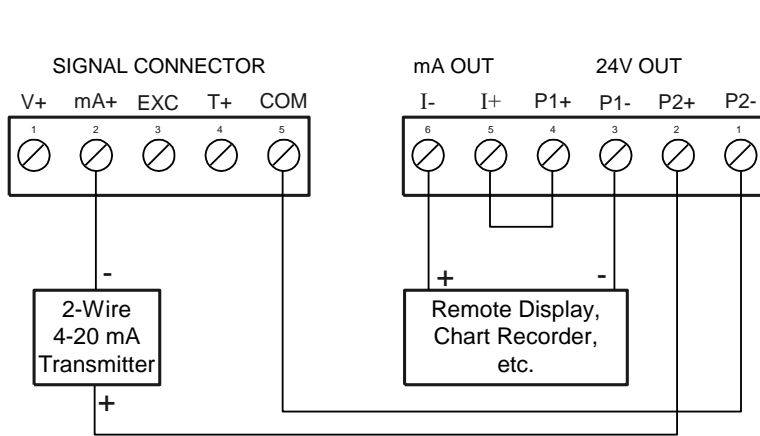 SIGNAL CONNECTOR
mA OUT
24V OUT
V+ mA+ EXC T+ COM
I- I+ P1+ P1- P2+ P2-
1 2 3 4 5
6 5 4 3 2 1
-
2-Wire
4-20 mA
Transmitter
+
+ -
Remote Display,
Chart Recorder,
etc.